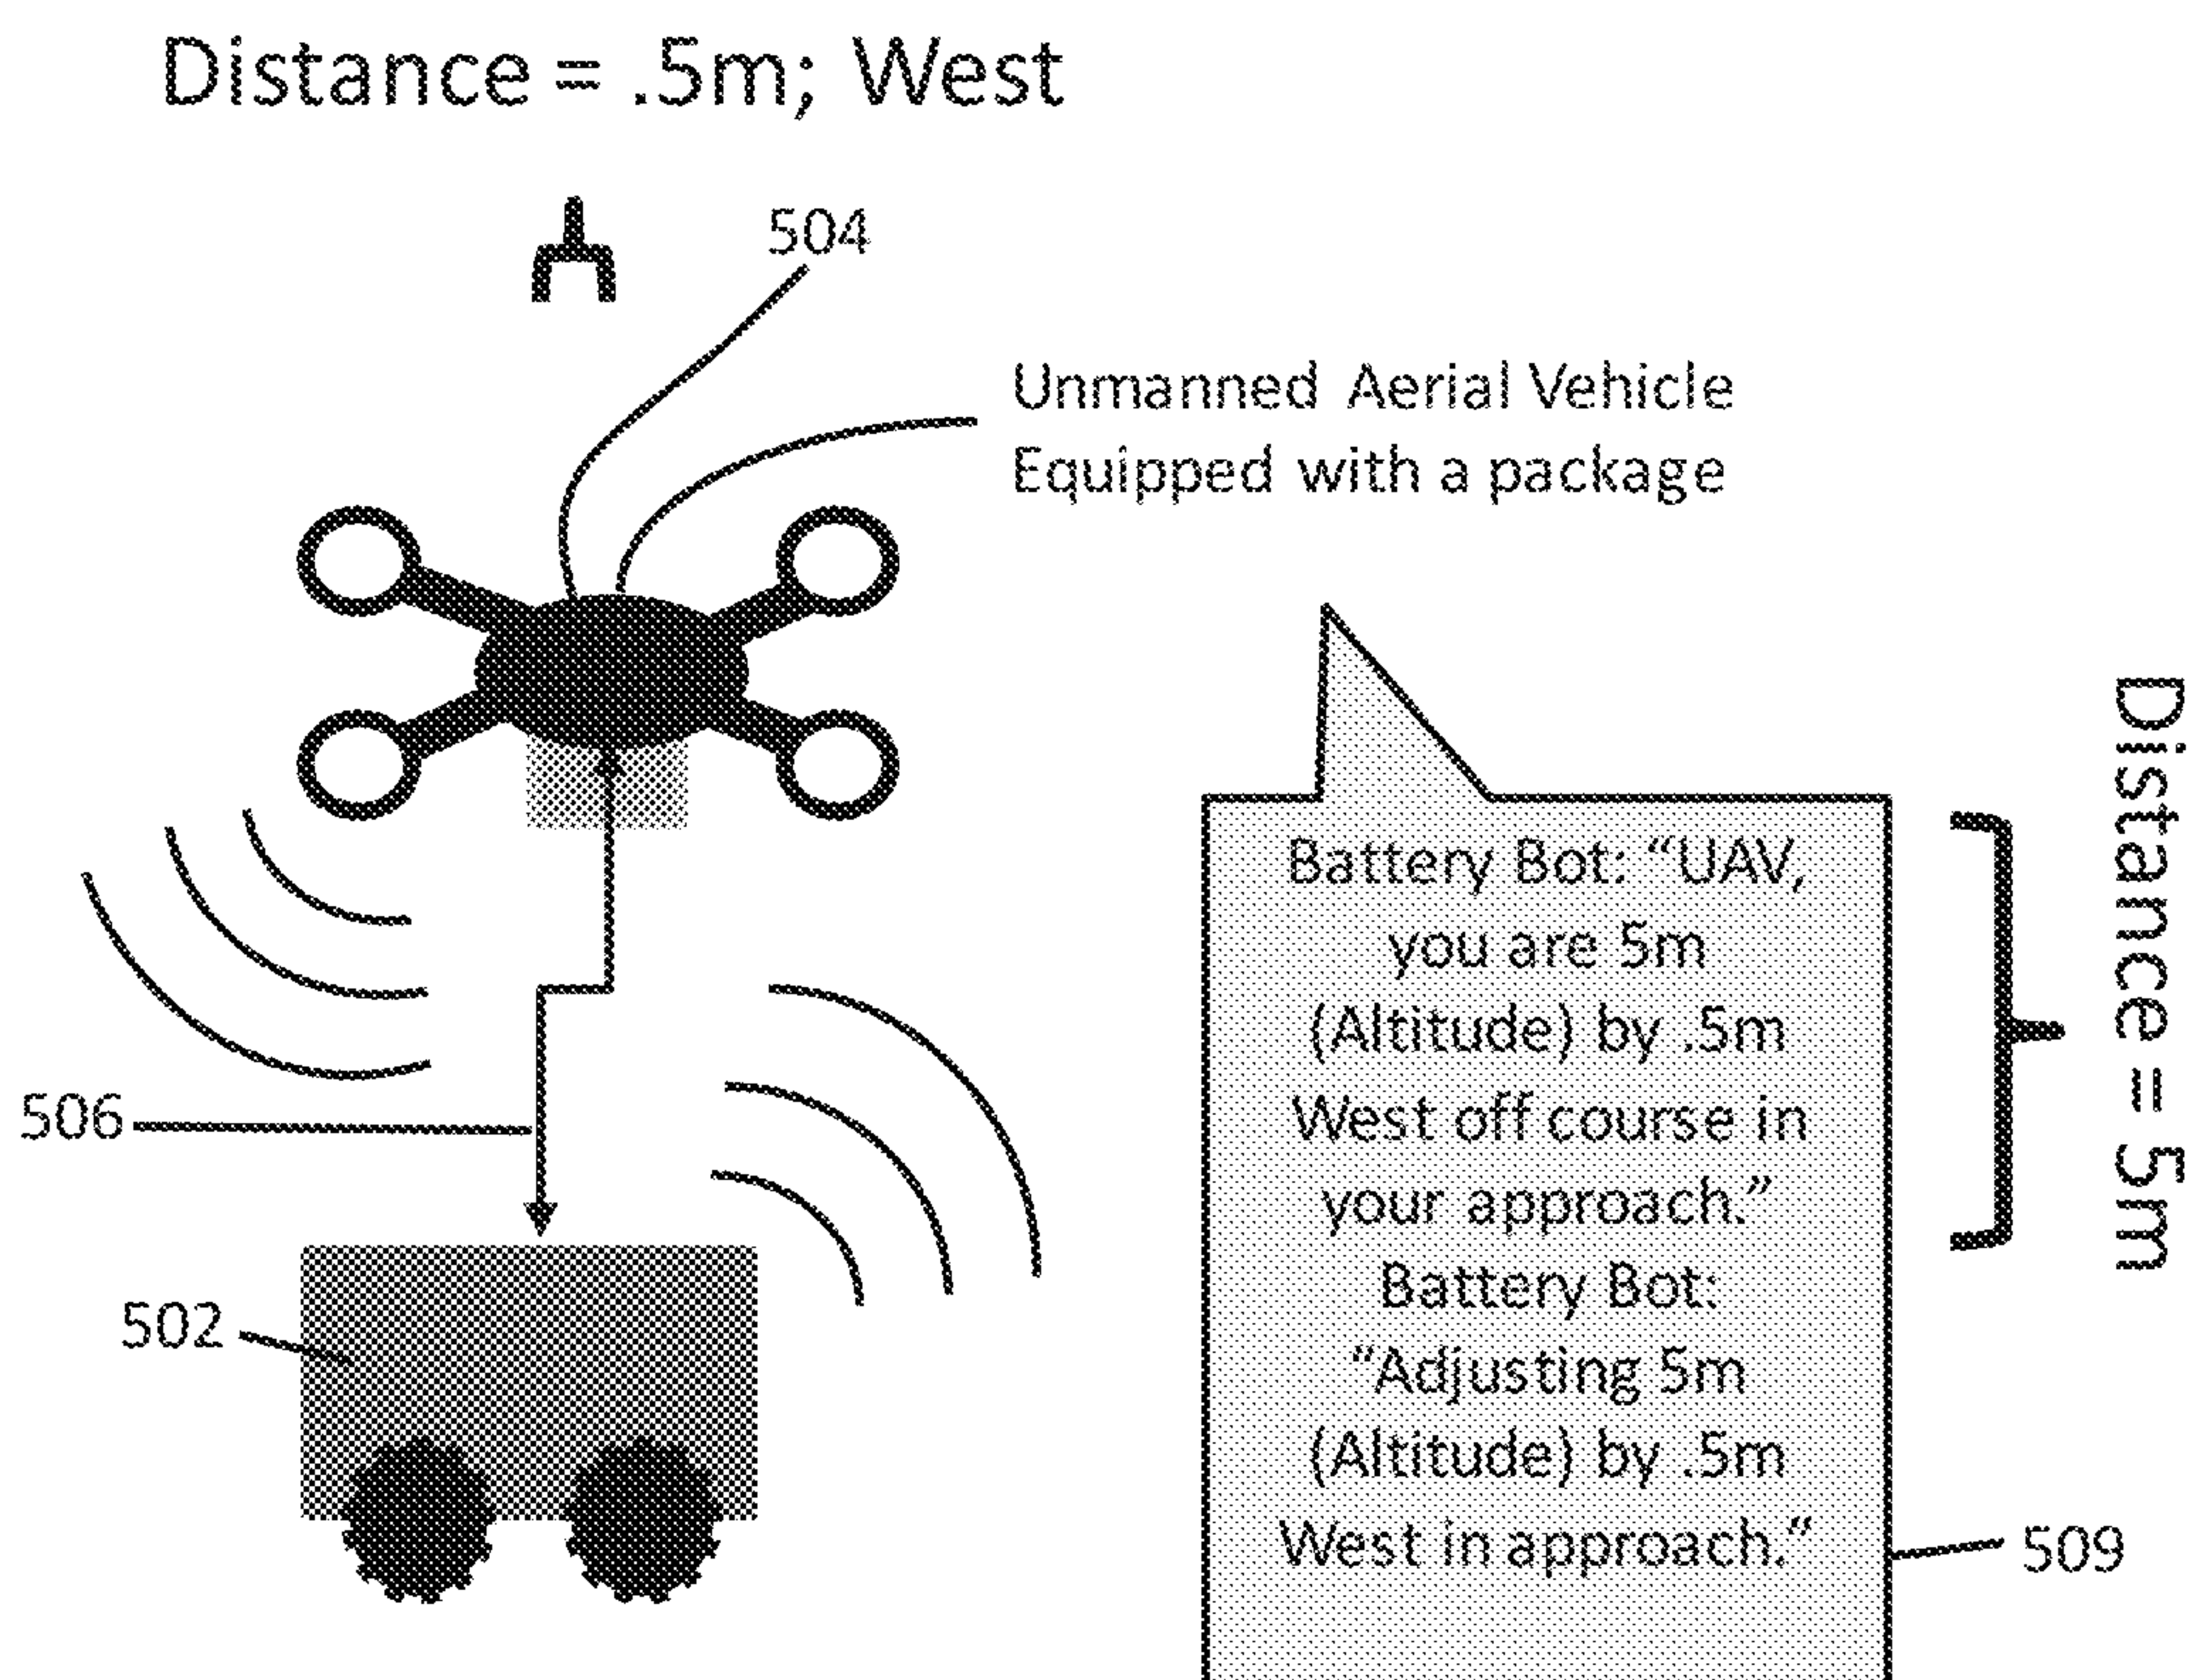 Distance = .5m; West
504
Unmanned Aerial Vehicle
Equipped with a package
Battery Bot: “UAV,
you are 5m
(Altitude) by .5m
West off course in
your approach.”
Battery Bot:
“Adjusting 5m
(Altitude) by .5m
West in approach.”
Distance = 5m
506
502
509